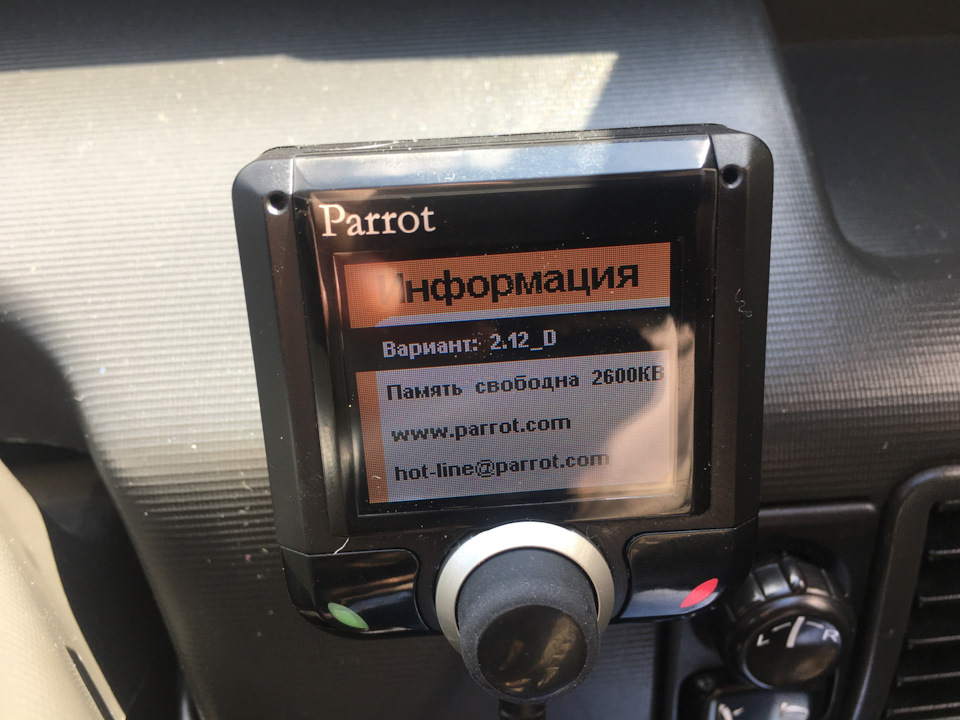 Parrot
Информация
Вариант: 2.12_D
Память свободна 2600KB
www.parrot.com
hot-line@parrot.com
L R